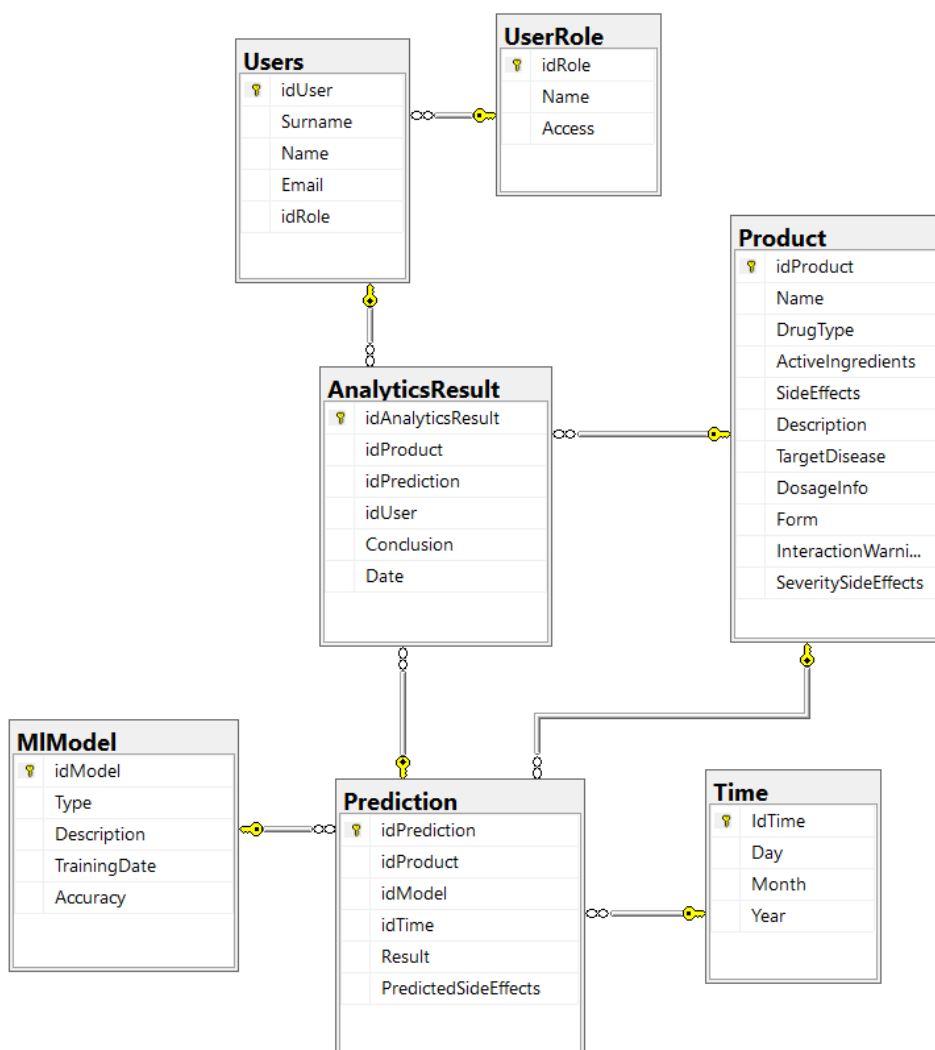 Users
idUser
Surname
Name
Email
idRole
UserRole
idRole
Name
Access
Product
idProduct
Name
DrugType
ActiveIngredients
SideEffects
Description
TargetDisease
DosageInfo
Form
InteractionWarni...
SeveritySideEffects
AnalyticsResult
idAnalyticsResult
idProduct
idPrediction
idUser
Conclusion
Date
MlModel
idModel
Type
Description
TrainingDate
Accuracy
Prediction
idPrediction
idProduct
idModel
idTime
Result
PredictedSideEffects
Time
IdTime
Day
Month
Year